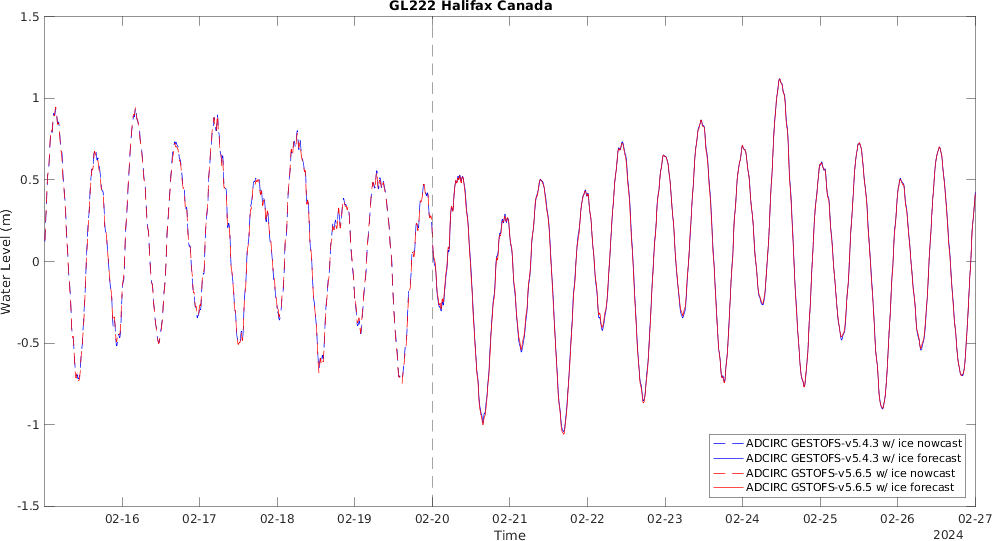 GL222 Halifax Canada
1.5
1
0.5
0
-0.5
-1
-1.5
Water Level (m)
ADCIRC GESTOFS-v5.4.3 w/ ice nowcast
ADCIRC GESTOFS-v5.4.3 w/ ice forecast
ADCIRC GSTOFS-v5.6.5 w/ ice nowcast
ADCIRC GSTOFS-v5.6.5 w/ ice forecast
02-16 02-17 02-18 02-19 02-20 02-21 02-22 02-23 02-24 02-25 02-26 02-27
Time
2024